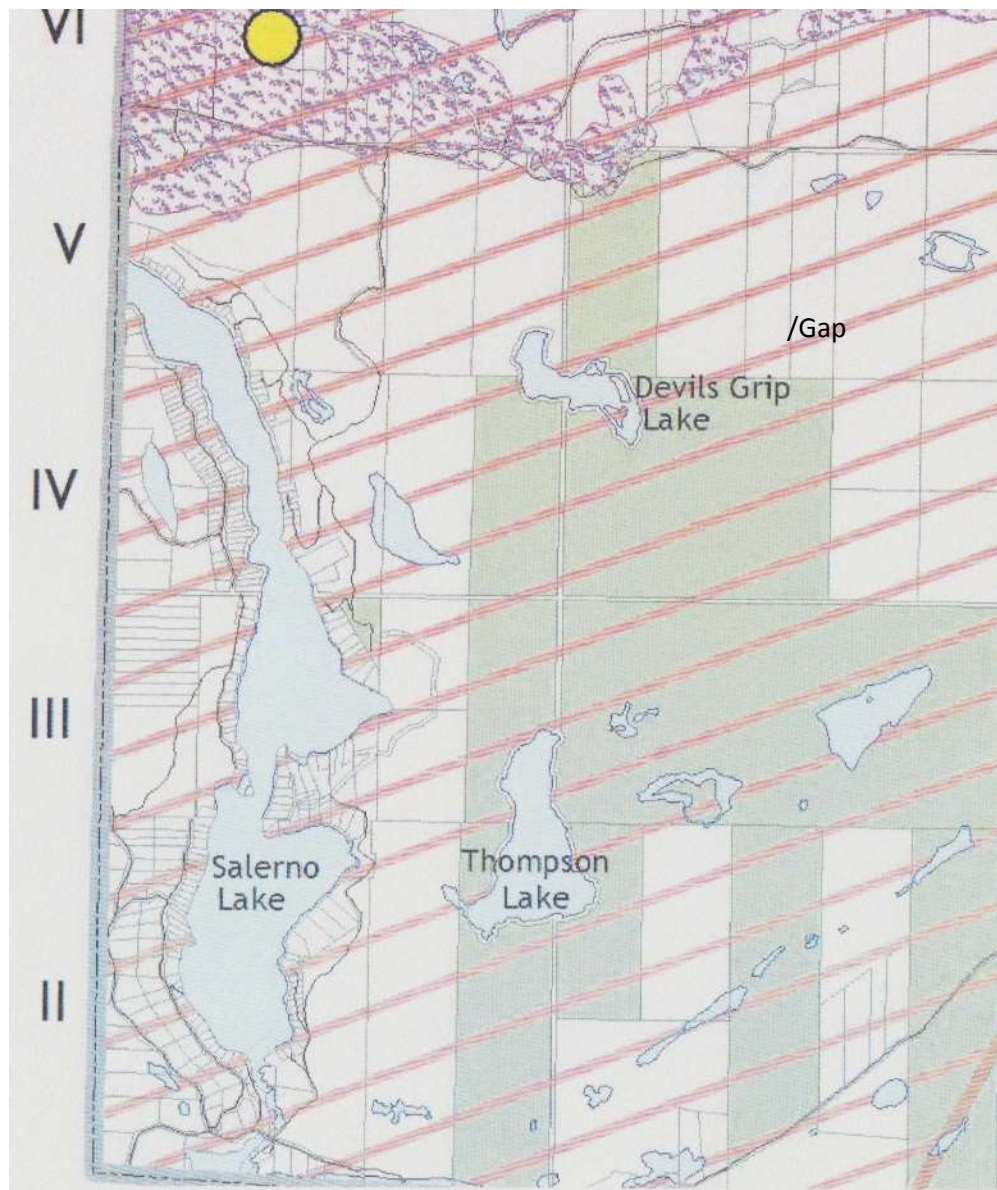 VI
V
/Gap
Devils Grip
Lake
IV
III
Salerno
Lake
Thompson
Lake
II